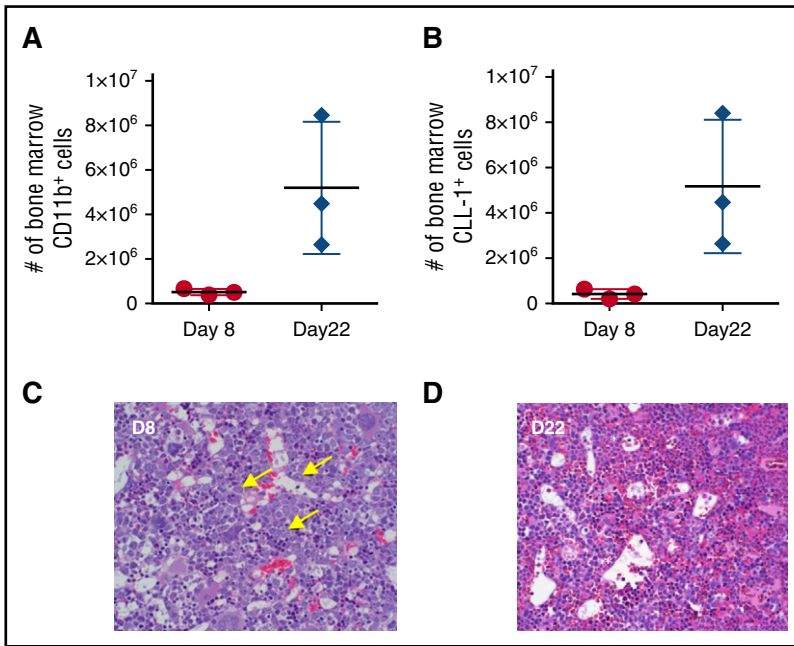 A
# of bone marrow
CD11b⁺ cells
1×10⁷
8×10⁶
6×10⁶
4×10⁶
2×10⁶
0
Day 8
Day22
B
# of bone marrow
CLL-1⁺ cells
1×10⁷
8×10⁶
6×10⁶
4×10⁶
2×10⁶
0
Day 8
Day22
C
D8
D
D22